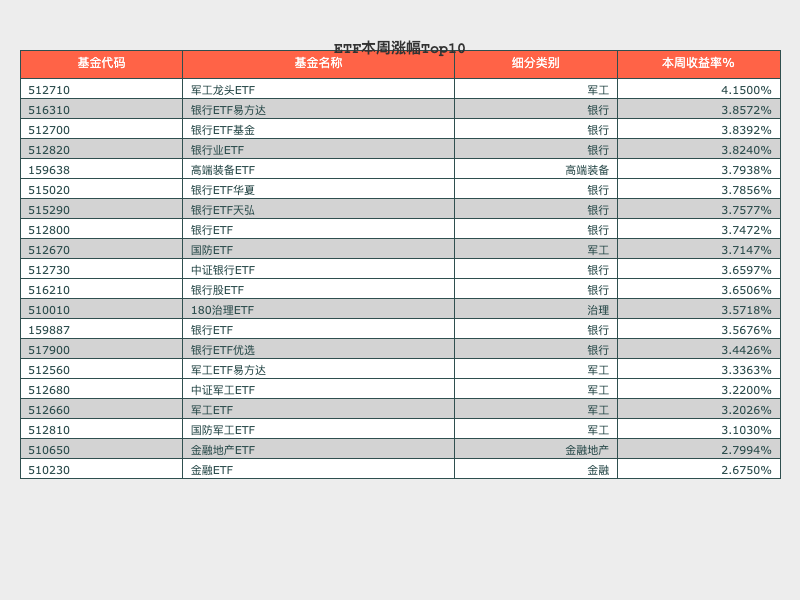 ETF本周涨幅Top10
基金代码 基金名称 细分类别 本周收益率%
512710 军工龙头ETF 军工 4.1500%
516310 银行ETF易方达 银行 3.8572%
512700 银行ETF基金 银行 3.8392%
512820 银行业ETF 银行 3.8240%
159638 高端装备ETF 高端装备 3.7938%
515020 银行ETF华夏 银行 3.7856%
515290 银行ETF天弘 银行 3.7577%
512800 银行ETF 银行 3.7472%
512670 国防ETF 军工 3.7147%
512730 中证银行ETF 银行 3.6597%
516210 银行股ETF 银行 3.6506%
510010 180治理ETF 治理 3.5718%
159887 银行ETF 银行 3.5676%
517900 银行ETF优选 银行 3.4426%
512560 军工ETF易方达 军工 3.3363%
512680 中证军工ETF 军工 3.2200%
512660 军工ETF 军工 3.2026%
512810 国防军工ETF 军工 3.1030%
510650 金融地产ETF 金融地产 2.7994%
510230 金融ETF 金融 2.6750%